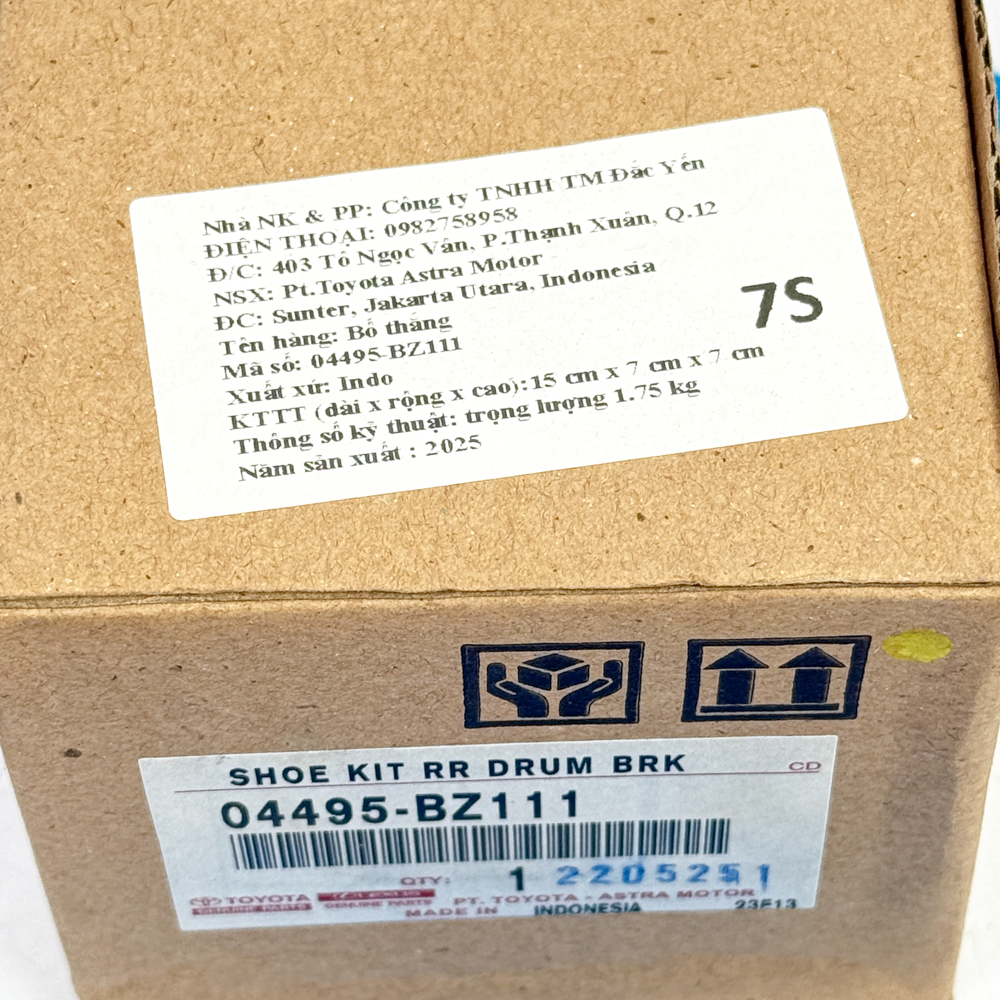 Nhà NK & PP: Công ty TNHH TM Đắc Yến
ĐIỆN THOẠI: 0982758958
Đ/C: 403 Tô Ngọc Vân, P.Thạnh Xuân, Q.12
NSX: Pt.Toyota Astra Motor
ĐC: Sunter, Jakarta Utara, Indonesia
Tên hàng: Bố thắng
Mã số: 04495-BZ111
Xuất xứ: Indo
KTTT (dài x rộng x cao):15 cm x 7 cm x 7 cm
Thông số kỹ thuật: trọng lượng 1.75 kg
Năm sản xuất : 2025
7S
SHOE KIT RR DRUM BRK
CD
04495-BZ111
QTY: 1 2205251
TOYOTA LEXUS PT. TOYOTA - ASTRA MOTOR
GENUINE PARTS GENUINE PARTS MADE IN INDONESIA 23F13